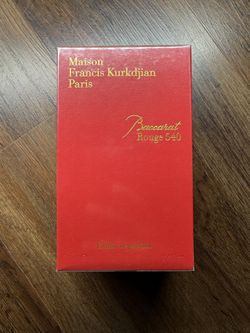 Maison
Francis Kurkdjian
Paris
Baccarat
Rouge 540